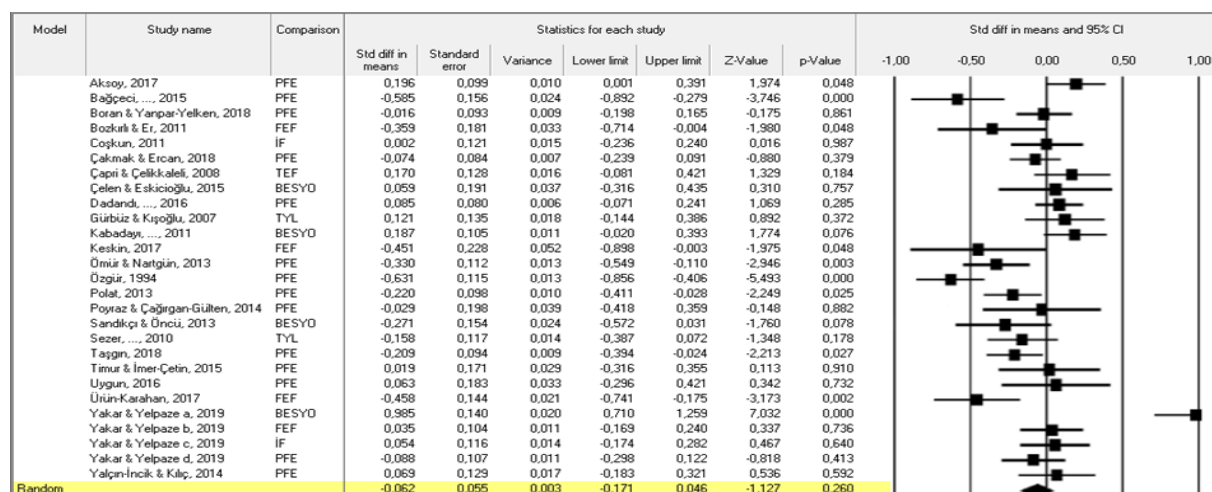 Model Study name Comparison Statistics for each study Std diff in means and 95% CI
Std diff in means Standard error Variance Lower limit Upper limit Z-Value p-Value -1,00 -0,50 0,00 0,50 1,00
Aksoy, 2017 PFE 0,196 0,099 0,010 0,001 0,391 1,974 0,048
Bağçeci, ..., 2015 PFE -0,585 0,156 0,024 -0,892 -0,279 -3,746 0,000
Boran & Yanpar-Yelken, 2018 PFE -0,016 0,093 0,009 -0,198 0,165 -0,175 0,861
Bozkırlı & Er, 2011 FEF -0,359 0,181 0,033 -0,714 -0,004 -1,980 0,048
Coşkun, 2011 İF 0,002 0,121 0,015 -0,236 0,240 0,016 0,987
Çakmak & Ercan, 2018 PFE -0,074 0,084 0,007 -0,239 0,091 -0,880 0,379
Çapri & Çelikkaleli, 2008 TEF 0,170 0,128 0,016 -0,081 0,421 1,329 0,184
Çelen & Eskicioğlu, 2015 BESYO 0,059 0,191 0,037 -0,316 0,435 0,310 0,757
Dadandı, ..., 2016 PFE 0,085 0,080 0,006 -0,071 0,241 1,069 0,285
Gürbüz & Kışoğlu, 2007 TYL 0,121 0,135 0,018 -0,144 0,386 0,892 0,372
Kabadayı, ..., 2011 BESYO 0,187 0,105 0,011 -0,020 0,393 1,774 0,076
Keskin, 2017 FEF -0,451 0,228 0,052 -0,898 -0,003 -1,975 0,048
Ömür & Nartgün, 2013 PFE -0,330 0,112 0,013 -0,549 -0,110 -2,946 0,003
Özgür, 1994 PFE -0,631 0,115 0,013 -0,856 -0,406 -5,493 0,000
Polat, 2013 PFE -0,220 0,098 0,010 -0,411 -0,028 -2,249 0,025
Poyraz & Çağırgan-Gülten, 2014 PFE -0,029 0,198 0,039 -0,418 0,359 -0,148 0,882
Sandıkçı & Öncü, 2013 BESYO -0,271 0,154 0,024 -0,572 0,031 -1,760 0,078
Sezer, ..., 2010 TYL -0,158 0,117 0,014 -0,387 0,072 -1,348 0,178
Taşgın, 2018 PFE -0,209 0,094 0,009 -0,394 -0,024 -2,213 0,027
Timur & İmer-Çetin, 2015 PFE 0,019 0,171 0,029 -0,316 0,355 0,113 0,910
Uygun, 2016 PFE 0,063 0,183 0,033 -0,296 0,421 0,342 0,732
Ürün-Karahan, 2017 FEF -0,458 0,144 0,021 -0,741 -0,175 -3,173 0,002
Yakar & Yelpaze a, 2019 BESYO 0,985 0,140 0,020 0,710 1,259 7,032 0,000
Yakar & Yelpaze b, 2019 FEF 0,035 0,104 0,011 -0,169 0,240 0,337 0,736
Yakar & Yelpaze c, 2019 İF 0,054 0,116 0,014 -0,174 0,282 0,467 0,640
Yakar & Yelpaze d, 2019 PFE -0,088 0,107 0,011 -0,298 0,122 -0,818 0,413
Yalçın-İncik & Kılıç, 2014 PFE 0,069 0,129 0,017 -0,183 0,321 0,536 0,592
Random -0,062 0,055 0,003 -0,171 0,046 -1,127 0,260